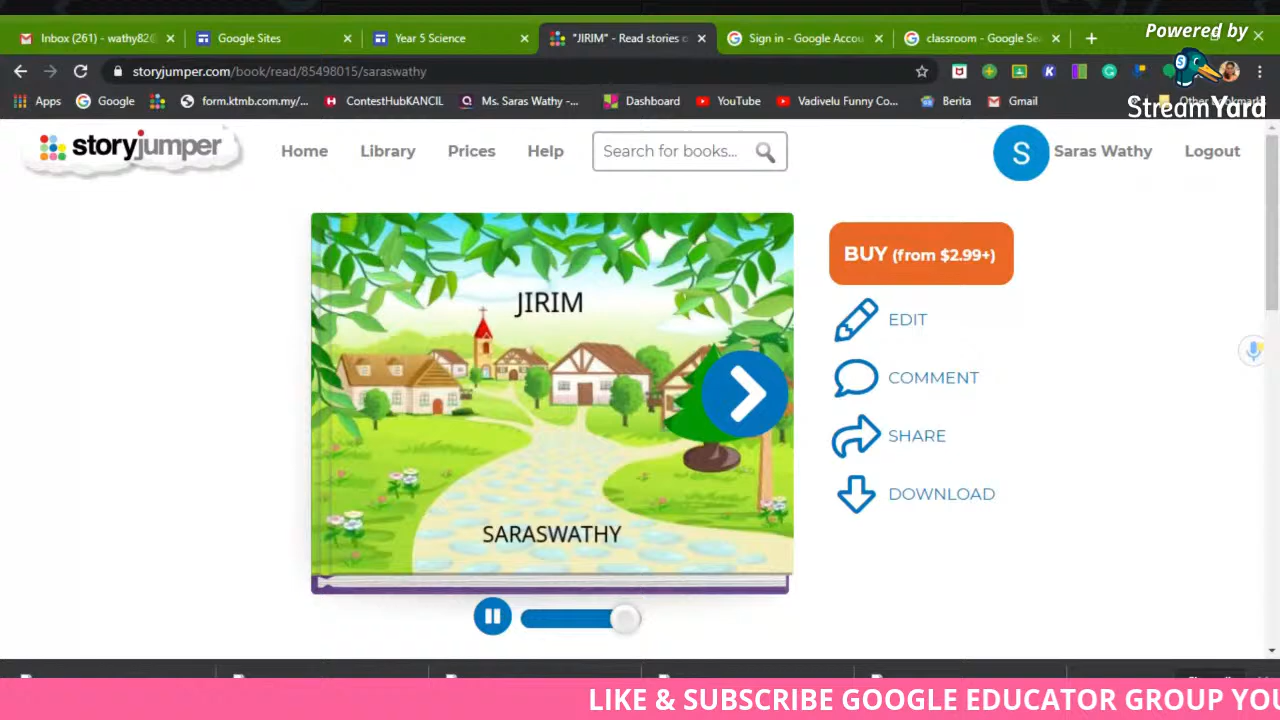 Powered by
StreamYard
Inbox (261) - wathy82@
Google Sites
Year 5 Science
"JIRIM" - Read stories o
Sign in - Google Accou
classroom - Google Se
storyjumper.com/book/read/85498015/saraswathy
Apps
Google
form.ktmb.com.my/...
ContestHubKANCIL
Ms. Saras Wathy -...
Dashboard
YouTube
Vadivelu Funny Co...
Berita
Gmail
Other bookmarks
storyjumper
Home
Library
Prices
Help
Search for books...
S
Saras Wathy
Logout
JIRIM
SARASWATHY
BUY (from $2.99+)
EDIT
COMMENT
SHARE
DOWNLOAD
LIKE & SUBSCRIBE GOOGLE EDUCATOR GROUP YOU